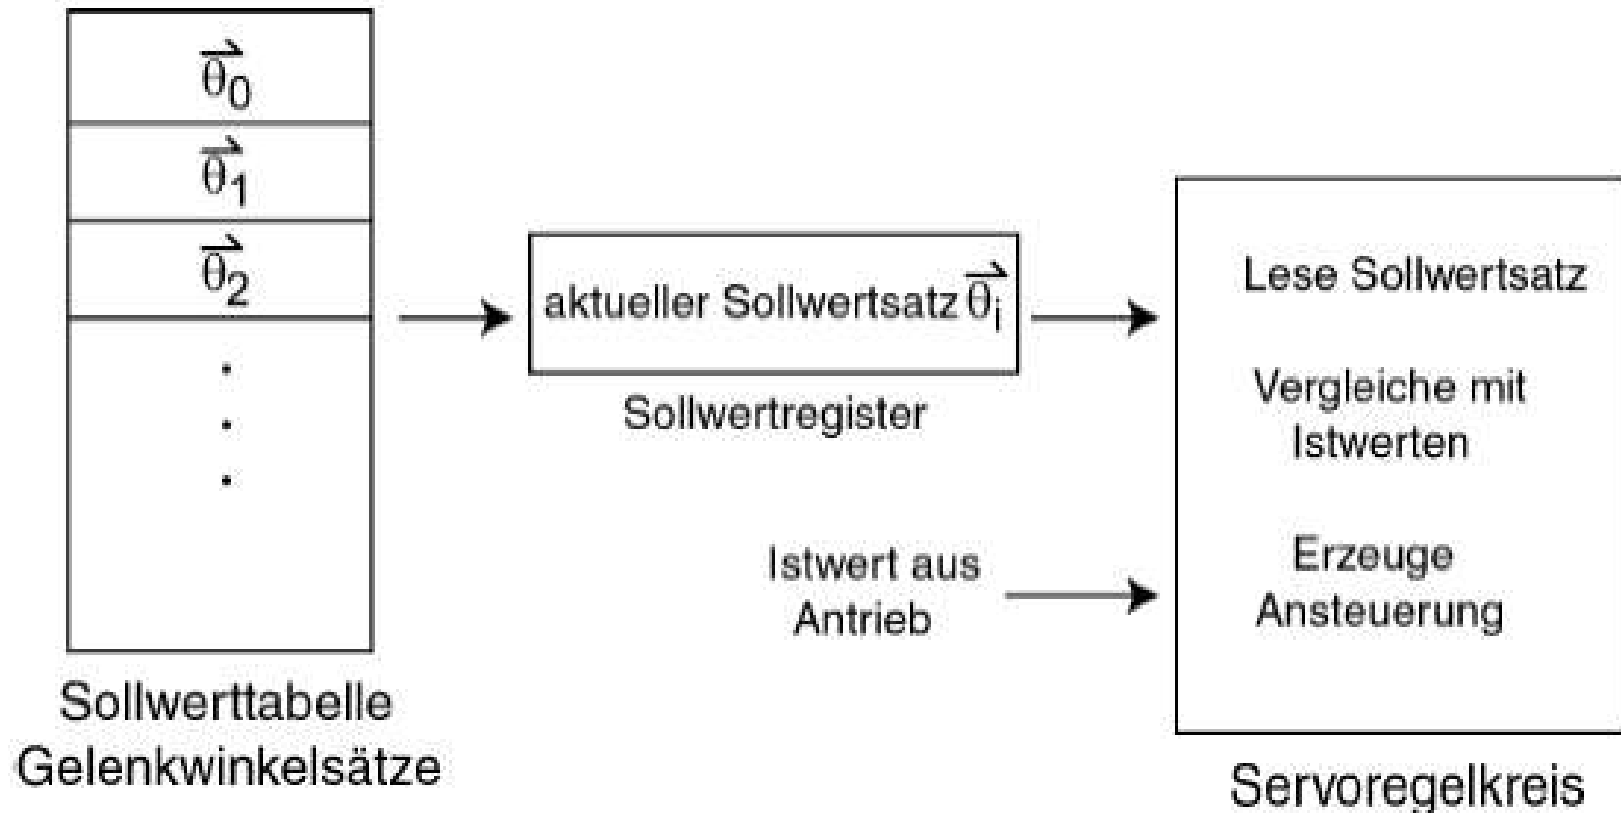 θ⃗₀
θ⃗₁
θ⃗₂
Sollwerttabelle
Gelenkwinkelsätze
aktueller Sollwertsatz θ⃗ᵢ
Sollwertregister
Istwert aus
Antrieb
Lese Sollwertsatz
Vergleiche mit
Istwerten
Erzeuge
Ansteuerung
Servoregelkreis